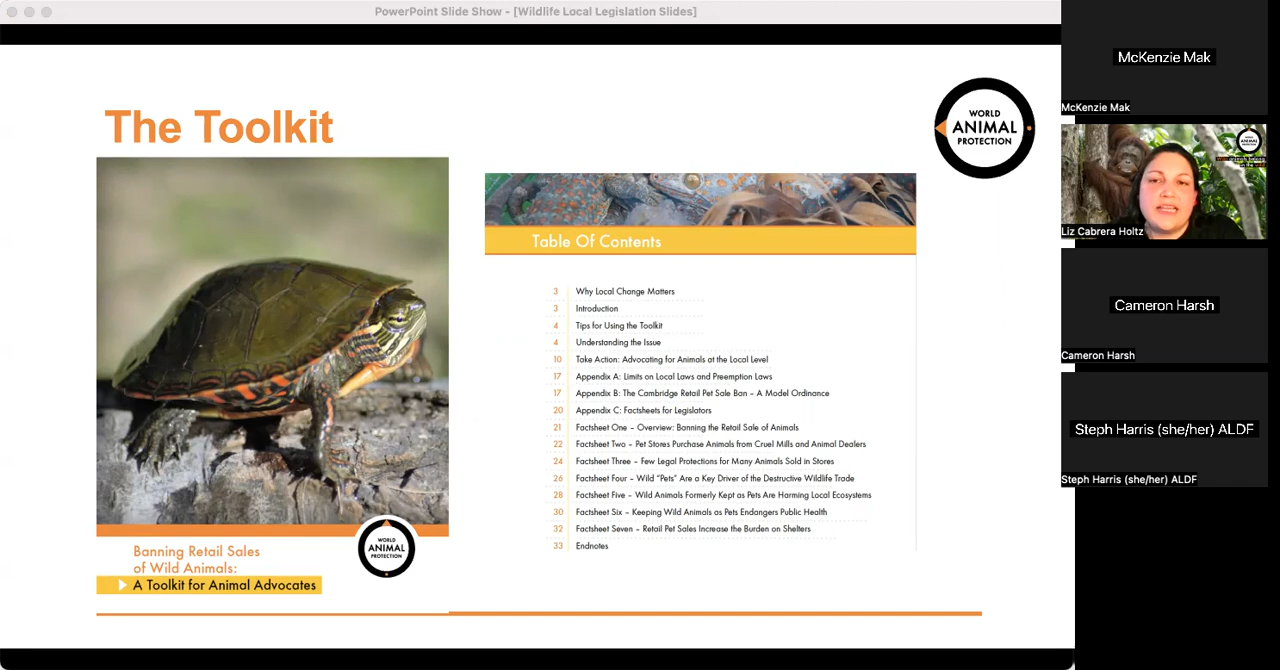 PowerPoint Slide Show - [Wildlife Local Legislation Slides]
The Toolkit
WORLD
ANIMAL
PROTECTION
Table Of Contents
3 Why Local Change Matters
3 Introduction
4 Tips for Using the Toolkit
4 Understanding the Issue
10 Take Action: Advocating for Animals at the Local Level
17 Appendix A: Limits on Local Laws and Preemption Laws
17 Appendix B: The Cambridge Retail Pet Sale Ban – A Model Ordinance
20 Appendix C: Factsheets for Legislators
21 Factsheet One – Overview: Banning the Retail Sale of Animals
22 Factsheet Two – Pet Stores Purchase Animals from Cruel Mills and Animal Dealers
24 Factsheet Three – Few Legal Protections for Many Animals Sold in Stores
26 Factsheet Four – Wild "Pets" Are a Key Driver of the Destructive Wildlife Trade
28 Factsheet Five – Wild Animals Formerly Kept as Pets Are Harming Local Ecosystems
30 Factsheet Six – Keeping Wild Animals as Pets Endangers Public Health
32 Factsheet Seven – Retail Pet Sales Increase the Burden on Shelters
33 Endnotes
WORLD
ANIMAL
PROTECTION
Banning Retail Sales
of Wild Animals:
A Toolkit for Animal Advocates
McKenzie Mak
McKenzie Mak
WORLD
ANIMAL
PROTECTION
Liz Cabrera Holtz
Cameron Harsh
Cameron Harsh
Steph Harris (she/her) ALDF
Steph Harris (she/her) ALDF